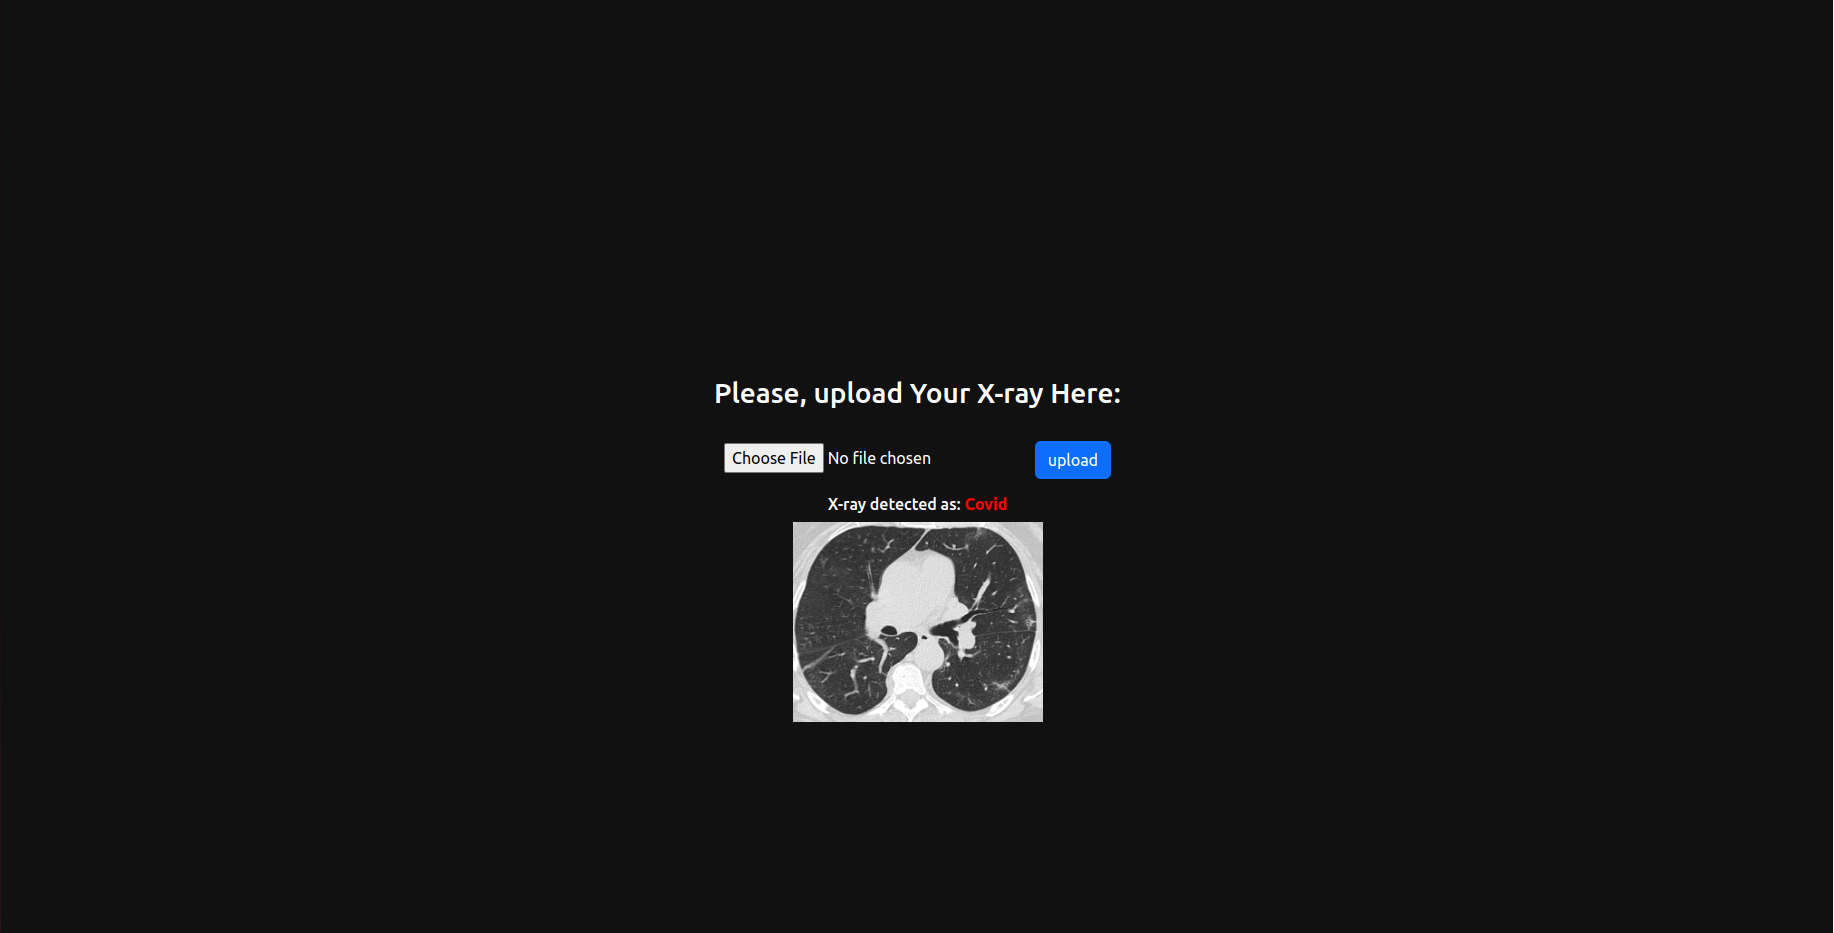 Please, upload Your X-ray Here:
Choose File No file chosen upload
X-ray detected as: Covid